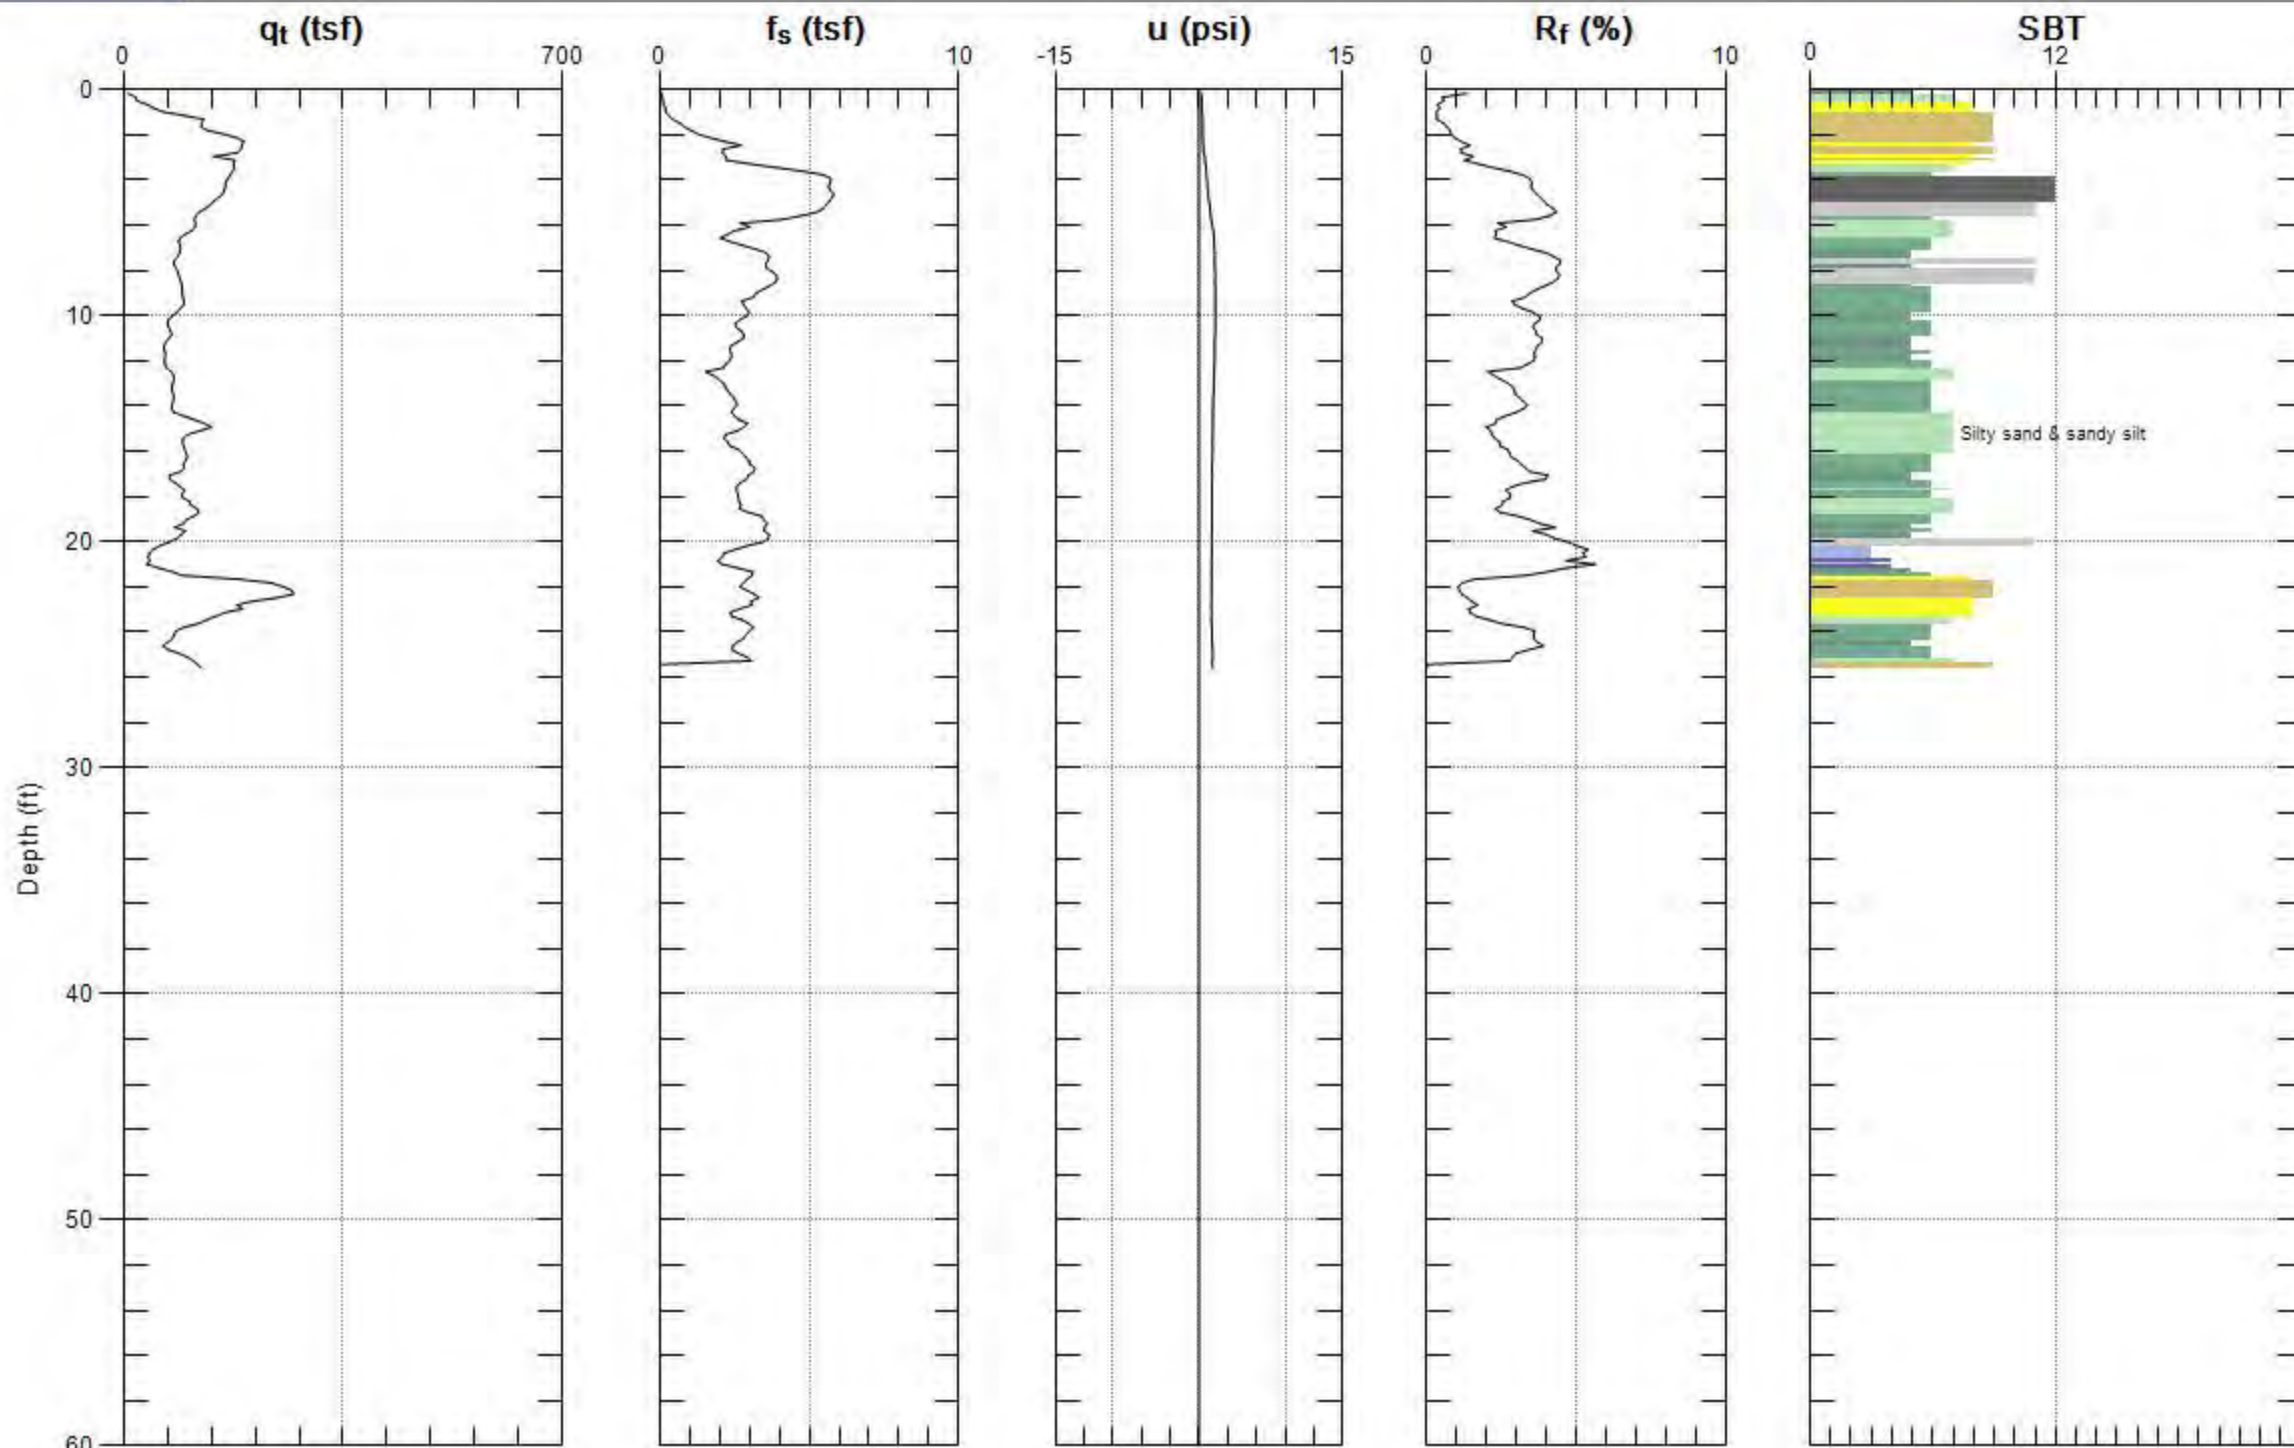 qt (tsf) fs (tsf) u (psi) Rf (%) SBT
0 700 0 10 -15 15 0 10 0 12
0
10
Silty sand & sandy silt
20
30
Depth (ft)
40
50
60